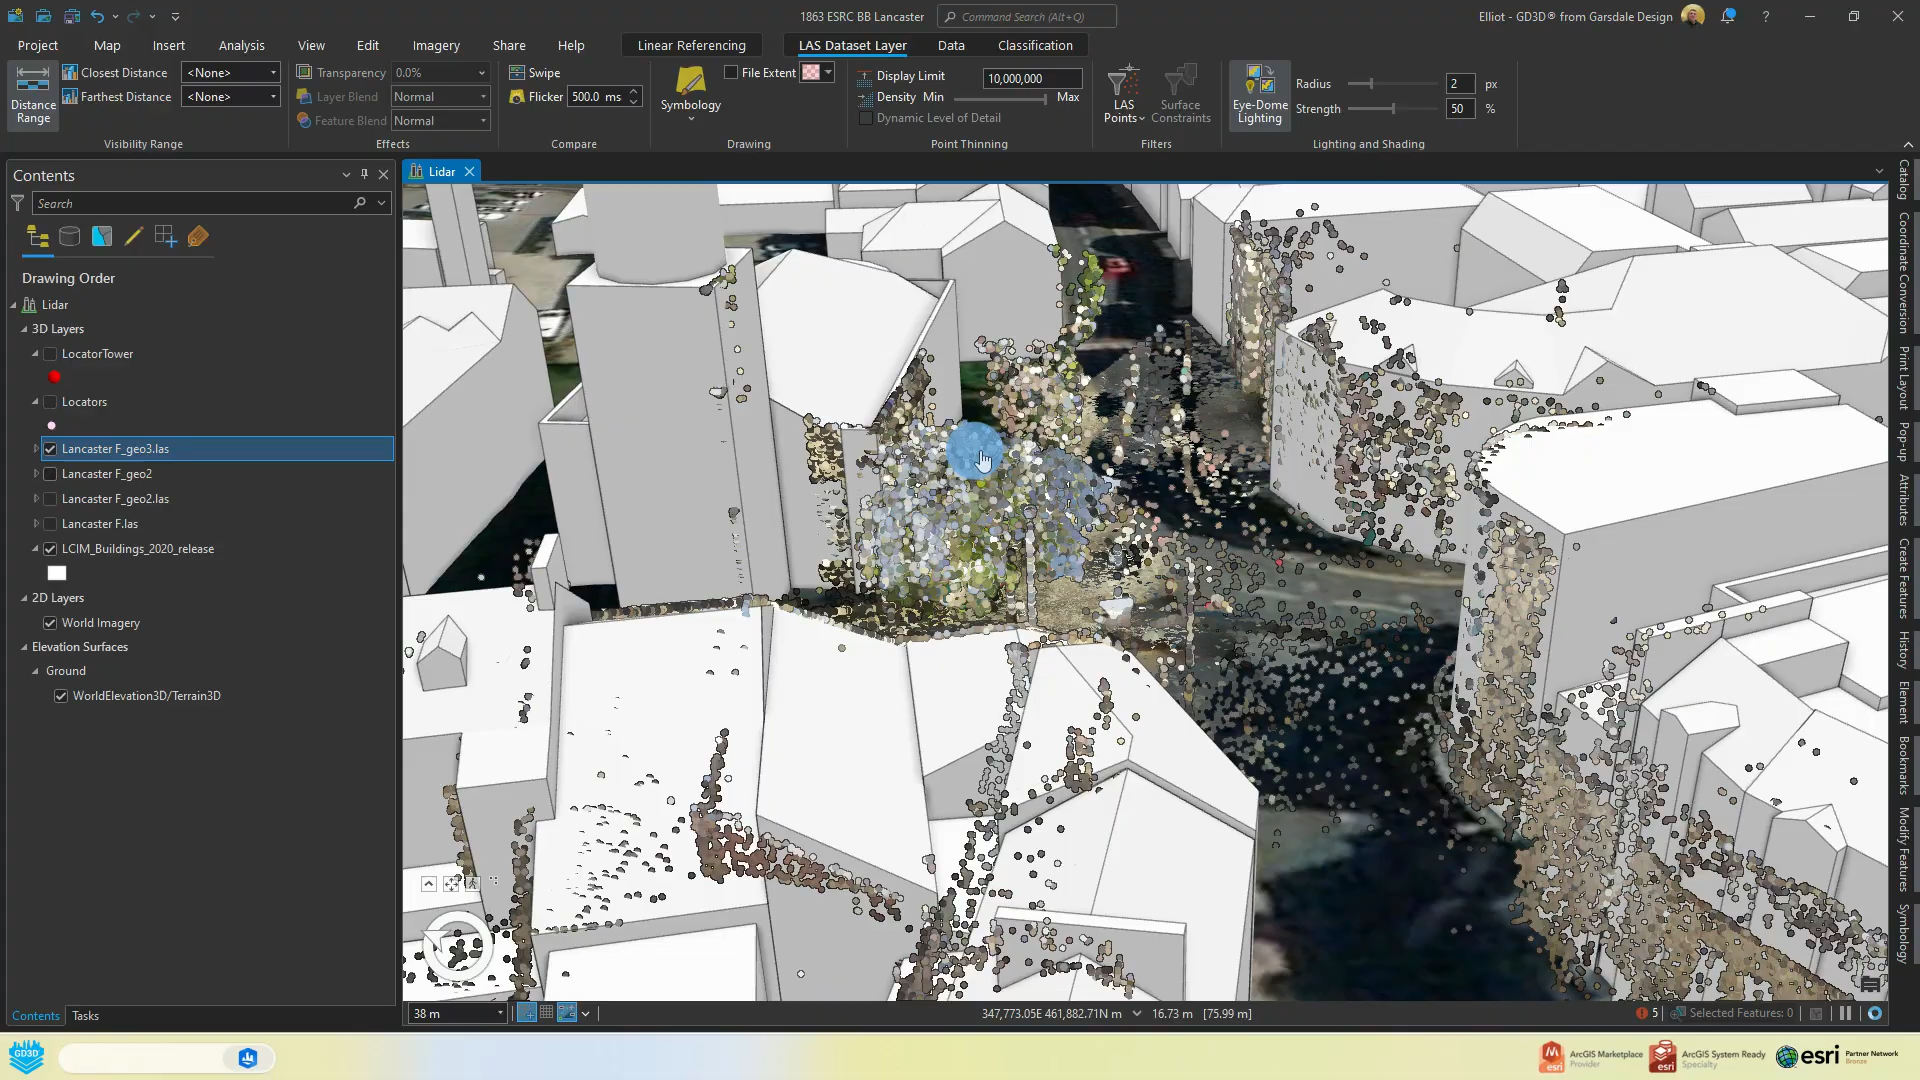 1863 ESRC BB Lancaster
Command Search (Alt+Q)
Elliot - GD3D® from Garsdale Design
?
Project
Map
Insert
Analysis
View
Edit
Imagery
Share
Help
Linear Referencing
LAS Dataset Layer
Data
Classification
Distance Range
Closest Distance
<None>
Farthest Distance
<None>
Visibility Range
Transparency
0.0%
Layer Blend
Normal
Feature Blend
Normal
Effects
Swipe
Flicker
500.0 ms
Compare
Symbology
File Extent
Drawing
Display Limit
10,000,000
Density Min
Max
Dynamic Level of Detail
Point Thinning
LAS Points
Surface Constraints
Filters
Eye-Dome Lighting
Radius
2
px
Strength
50
%
Lighting and Shading
Contents
Search
Drawing Order
Lidar
3D Layers
LocatorTower
Locators
Lancaster F_geo3.las
Lancaster F_geo2
Lancaster F_geo2.las
Lancaster F.las
LCIM_Buildings_2020_release
2D Layers
World Imagery
Elevation Surfaces
Ground
WorldElevation3D/Terrain3D
Contents
Tasks
Lidar
38 m
347,773.05E 461,882.71N m
16.73 m
[75.99 m]
5
Selected Features: 0
Catalog
Coordinate Conversion
Print Layout
Pop-up
Attributes
Create Features
History
Element
Bookmarks
Modify Features
Symbology
GD3D
esri
ArcGIS Marketplace
Provider
esri
ArcGIS System Ready
Specialty
esri
Partner Network
Bronze